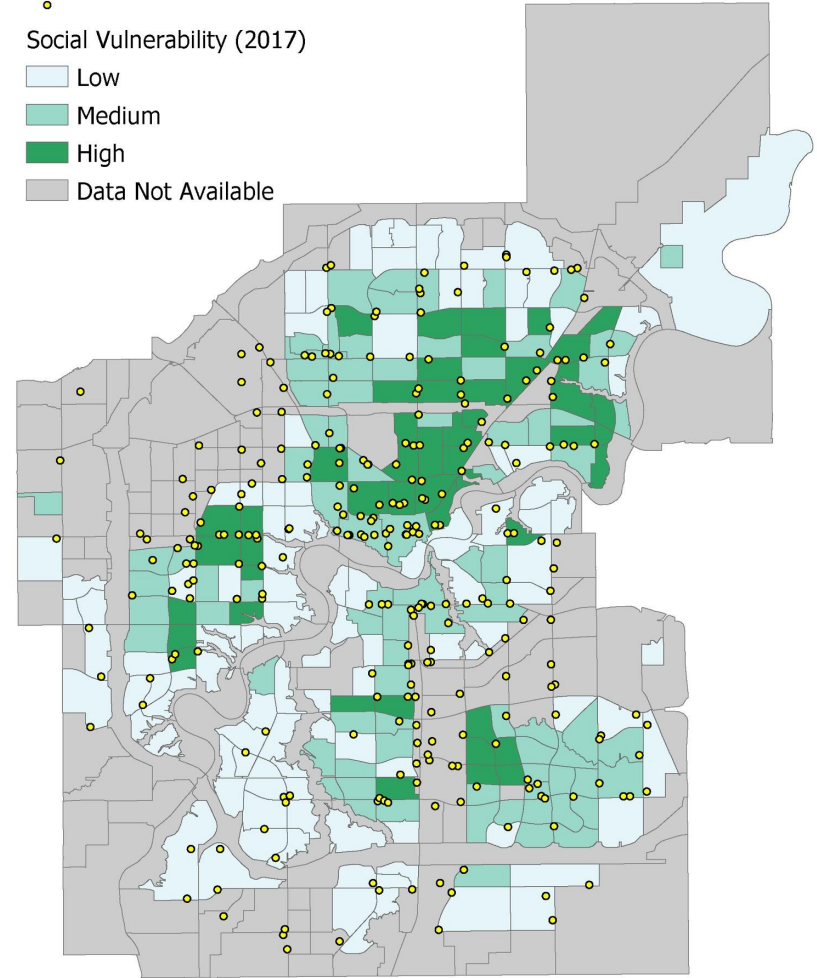 Social Vulnerability (2017)
Low
Medium
High
Data Not Available